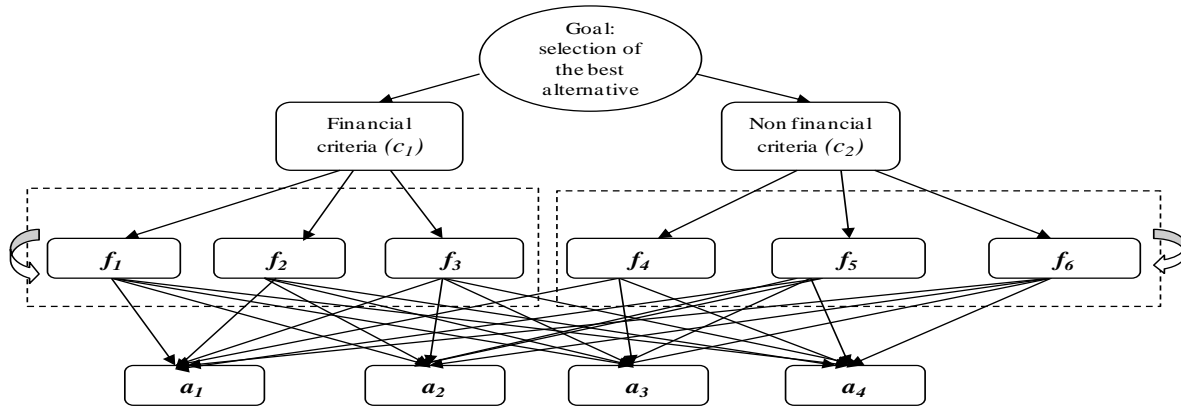 Goal:
selection of
the best
alternative
Financial
criteria (c₁)
Non financial
criteria (c₂)
f₁
f₂
f₃
f₄
f₅
f₆
a₁
a₂
a₃
a₄